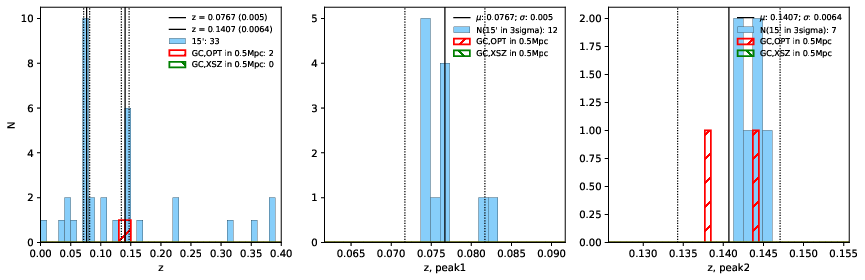 z = 0.0767 (0.005)
z = 0.1407 (0.0064)
15': 33
GC,OPT in 0.5Mpc: 2
GC,XSZ in 0.5Mpc: 0
N
10
8
6
4
2
0
0.00 0.05 0.10 0.15 0.20 0.25 0.30 0.35 0.40
z
μ: 0.0767; σ: 0.005
N(15' in 3sigma): 12
GC,OPT in 0.5Mpc
GC,XSZ in 0.5Mpc
5
4
3
2
1
0
0.065 0.070 0.075 0.080 0.085 0.090
z, peak1
μ: 0.1407; σ: 0.0064
N(15' in 3sigma): 7
GC,OPT in 0.5Mpc
GC,XSZ in 0.5Mpc
2.00
1.75
1.50
1.25
1.00
0.75
0.50
0.25
0.00
0.130 0.135 0.140 0.145 0.150 0.155
z, peak2